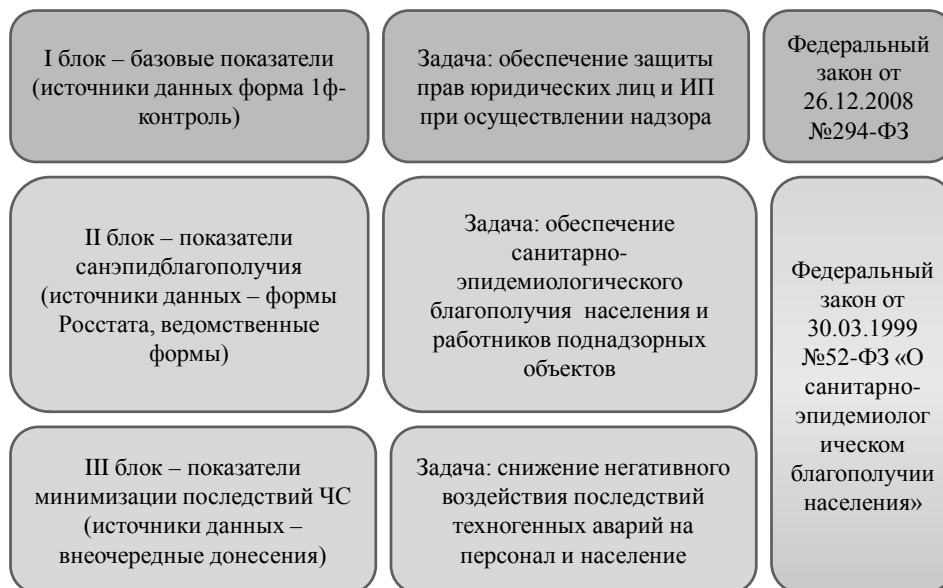 I блок – базовые показатели
(источники данных форма 1ф-
контроль)
Задача: обеспечение защиты
прав юридических лиц и ИП
при осуществлении надзора
Федеральный
закон от
26.12.2008
№294-ФЗ
II блок – показатели
санэпидблагополучия
(источники данных – формы
Росстата, ведомственные
формы)
Задача: обеспечение
санитарно-
эпидемиологического
благополучия населения и
работников поднадзорных
объектов
Федеральный
закон от
30.03.1999
№52-ФЗ «О
санитарно-
эпидемиолог
ическом
благополучии
населения»
III блок – показатели
минимизации последствий ЧС
(источники данных –
внеочередные донесения)
Задача: снижение негативного
воздействия последствий
техногенных аварий на
персонал и население